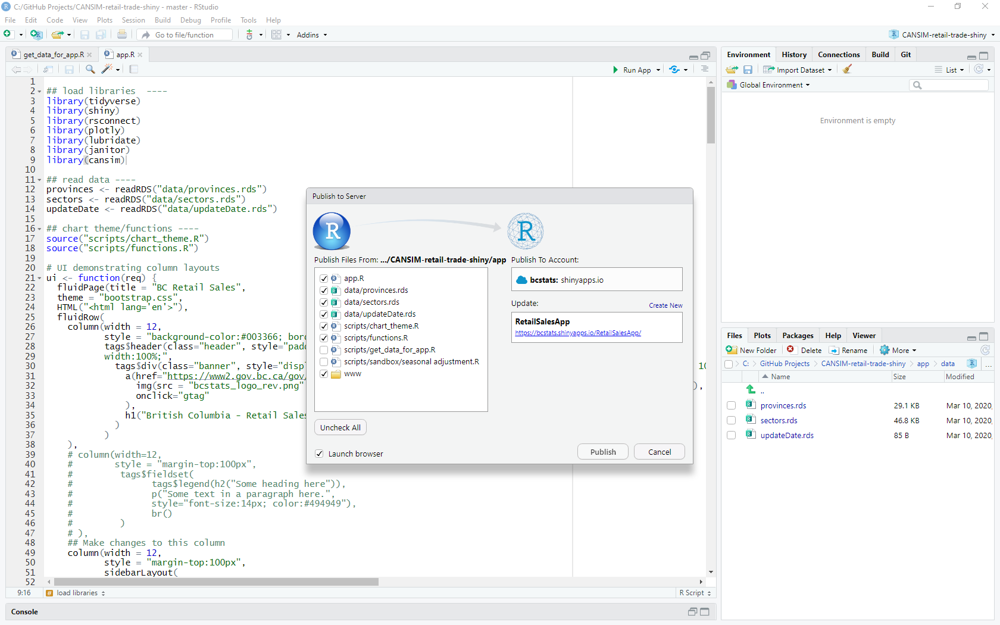 C:/GitHub Projects/CANSIM-retail-trade-shiny - master - RStudio
File Edit Code View Plots Session Build Debug Profile Tools Help
Go to file/function Addins CANSIM-retail-trade-shiny
get_data_for_app.R app.R
Run App
1
2 ## load libraries  ----
3 library(tidyverse)
4 library(shiny)
5 library(rsconnect)
6 library(plotly)
7 library(lubridate)
8 library(janitor)
9 library(cansim)
10
11 ## read data ----
12 provinces <- readRDS("data/provinces.rds")
13 sectors <- readRDS("data/sectors.rds")
14 updateDate <- readRDS("data/updateDate.rds")
15
16 ## chart theme/functions ----
17 source("scripts/chart_theme.R")
18 source("scripts/functions.R")
19
20 # UI demonstrating column layouts
21 ui <- function(req) {
22 fluidPage(title = "BC Retail Sales",
23 theme = "bootstrap.css",
24 HTML("<html lang='en'>"),
25 fluidRow(
26 column(width = 12,
27 style = "background-color:#003366; bord
28 tags$header(class="header", style="padd
29 width:100%;",
30 tags$div(class="banner", style="displ 10
31 a(href="https://www2.gov.bc.ca/gov/
32 img(src = "bcstats_logo_rev.png" ),
33 onclick="gtag"
34 ),
35 h1("British Columbia - Retail Sales
36 )
37 )
38 ),
39 # column(width=12,
40 # style = "margin-top:100px",
41 # tags$fieldset(
42 # tags$legend(h2("Some heading here")),
43 # p("Some text in a paragraph here.",
44 # style="font-size:14px; color:#494949"),
45 # br()
46 # )
47 # ),
48 ## Make changes to this column
49 column(width = 12,
50 style = "margin-top:100px",
51 sidebarLayout(
52
9:16 # load libraries R Script
Console
Publish to Server
R R
Publish Files From: .../CANSIM-retail-trade-shiny/app
app.R
data/provinces.rds
data/sectors.rds
data/updateDate.rds
scripts/chart_theme.R
scripts/functions.R
scripts/get_data_for_app.R
scripts/sandbox/seasonal adjustment.R
www
Uncheck All
Launch browser
Publish To Account:
bcstats: shinyapps.io
Update: Create New
RetailSalesApp
https://bcstats.shinyapps.io/RetailSalesApp/
Publish Cancel
Environment History Connections Build Git
Import Dataset List
Global Environment
Environment is empty
Files Plots Packages Help Viewer
New Folder Delete Rename More
C: GitHub Projects CANSIM-retail-trade-shiny app data ...
Name Size Modified
..
provinces.rds 29.1 KB Mar 10, 2020,
sectors.rds 46.8 KB Mar 10, 2020,
updateDate.rds 85 B Mar 10, 2020,